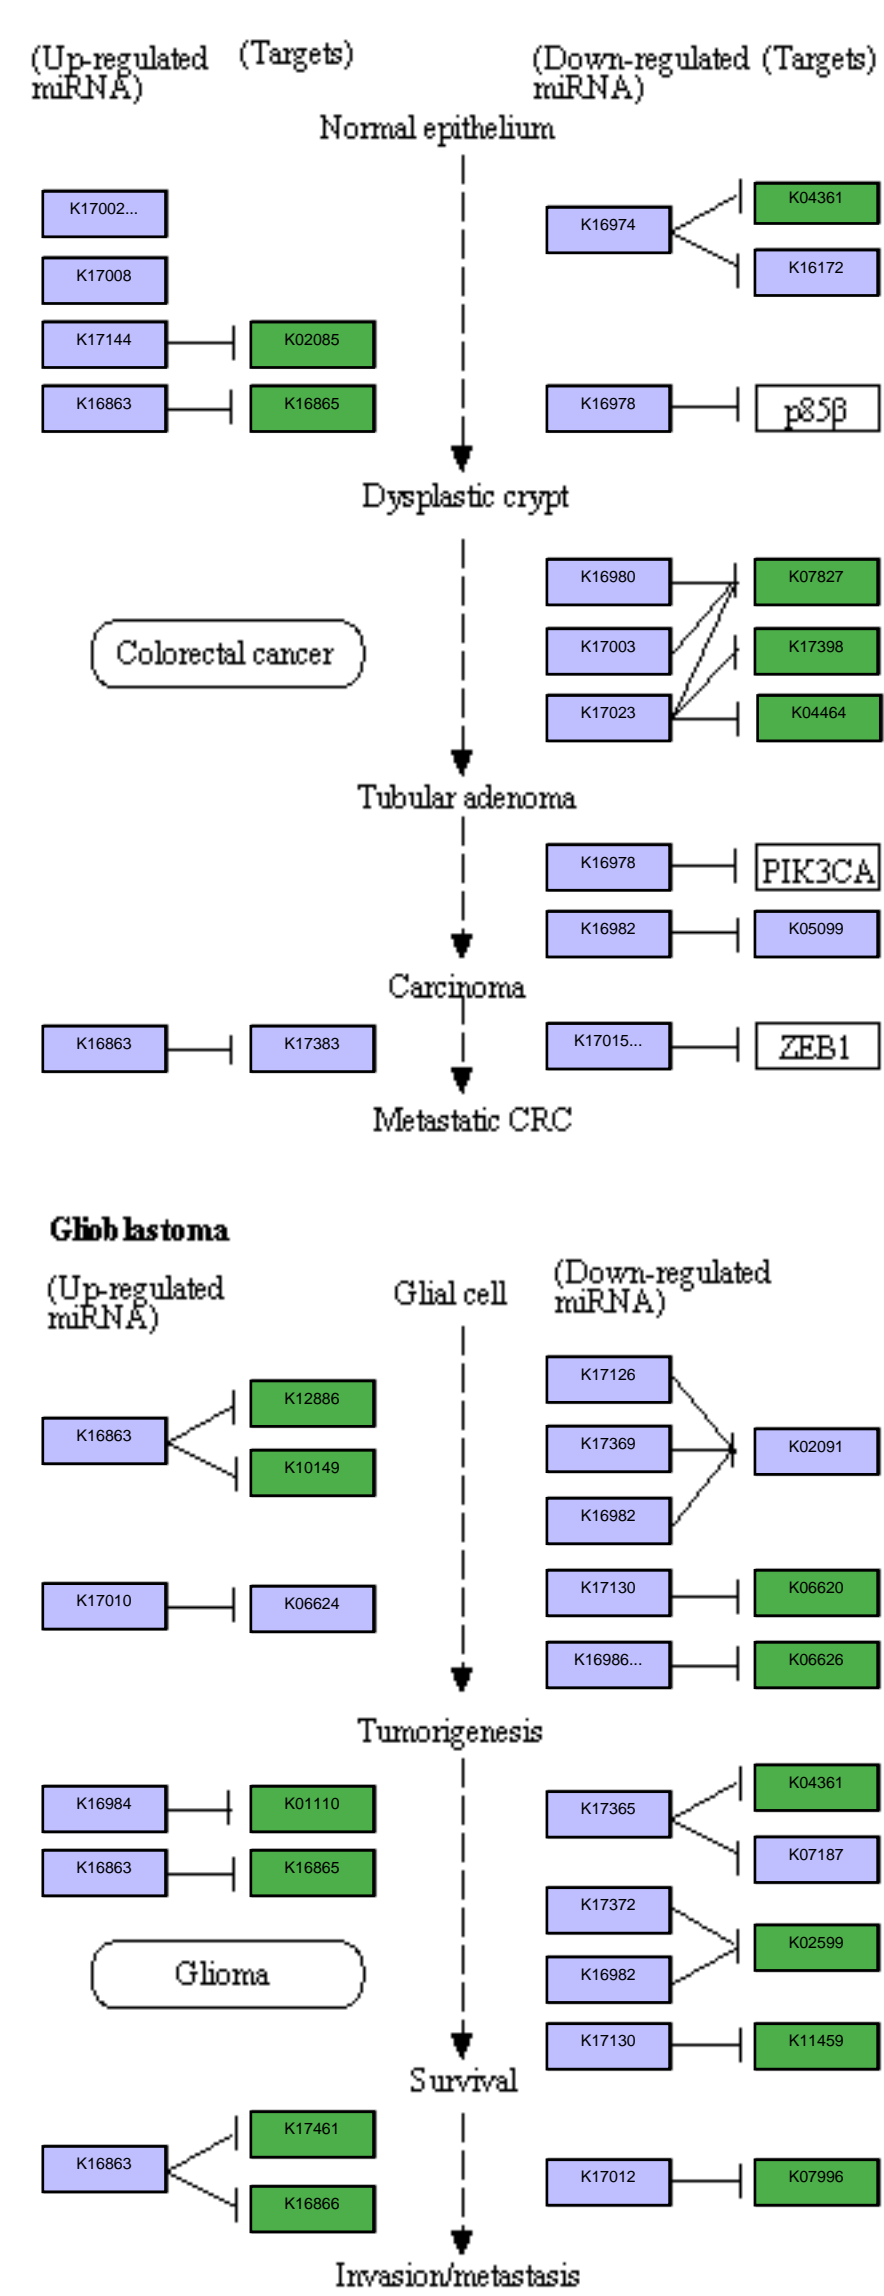 (Up-regulated miRNA)
(Targets)
(Down-regulated miRNA)
(Targets)
Normal epithelium
K17002...
K16974
K04361
K17008
K16172
K17144
K02085
K16863
K16865
K16978
p85β
Dysplastic crypt
K16980
K07827
Colorectal cancer
K17003
K17398
K17023
K04464
Tubular adenoma
K16978
PIK3CA
K16982
K05099
Carcinoma
K16863
K17383
K17015...
ZEB1
Metastatic CRC
Glioblastoma
(Up-regulated miRNA)
Glial cell
(Down-regulated miRNA)
K17126
K12886
K16863
K17369
K02091
K10149
K16982
K17010
K06624
K17130
K06620
K16986...
K06626
Tumorigenesis
K16984
K01110
K17365
K04361
K16863
K16865
K07187
K17372
K02599
Glioma
K16982
K17130
K11459
Survival
K17461
K16863
K17012
K07996
K16866
Invasion/metastasis